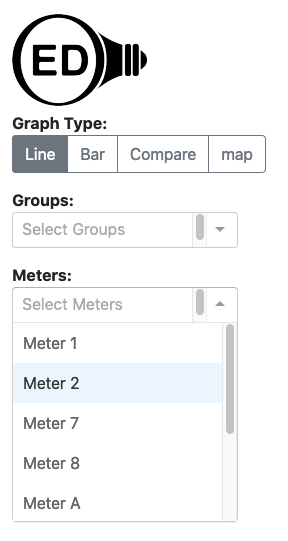 ED
Graph Type:
Line Bar Compare map
Groups:
Select Groups
Meters:
Select Meters
Meter 1
Meter 2
Meter 7
Meter 8
Meter A